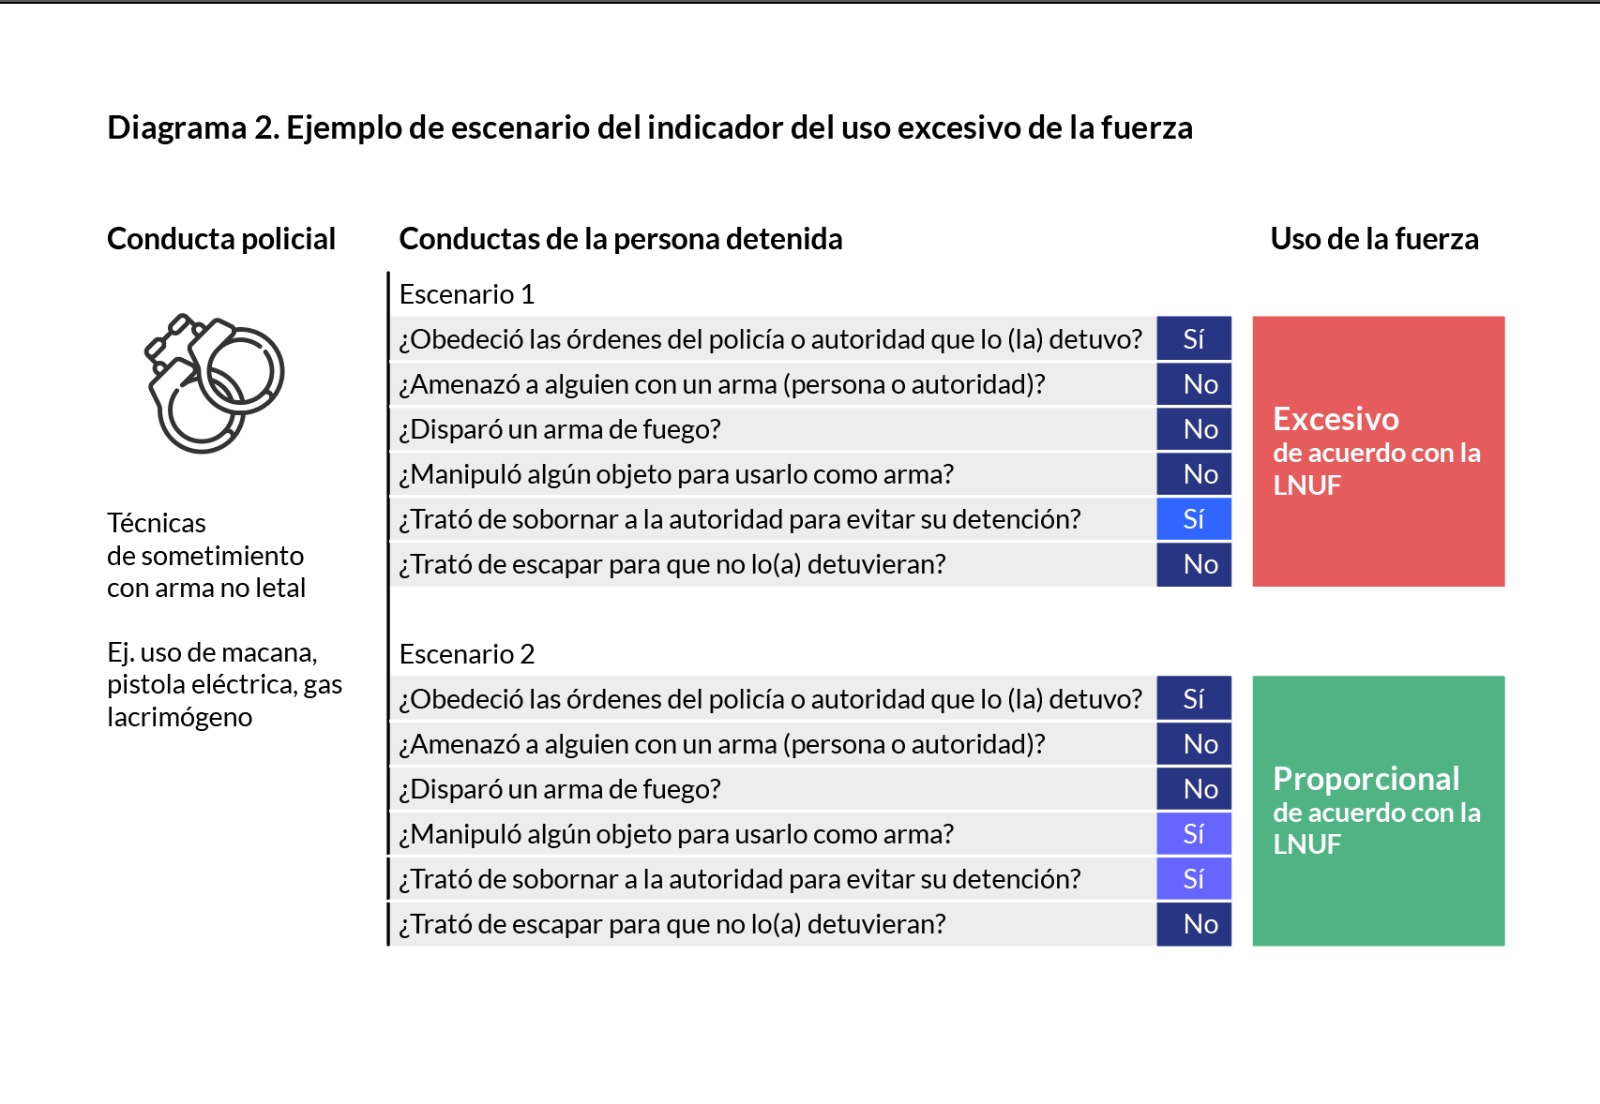 Diagrama 2. Ejemplo de escenario del indicador del uso excesivo de la fuerza
Conducta policial
Conductas de la persona detenida
Uso de la fuerza
Técnicas
de sometimiento
con arma no letal
Ej. uso de macana,
pistola eléctrica, gas
lacrimógeno
Escenario 1
¿Obedeció las órdenes del policía o autoridad que lo (la) detuvo? Sí
¿Amenazó a alguien con un arma (persona o autoridad)? No
¿Disparó un arma de fuego? No
¿Manipuló algún objeto para usarlo como arma? No
¿Trató de sobornar a la autoridad para evitar su detención? Sí
¿Trató de escapar para que no lo(a) detuvieran? No
Excesivo
de acuerdo con la
LNUF
Escenario 2
¿Obedeció las órdenes del policía o autoridad que lo (la) detuvo? Sí
¿Amenazó a alguien con un arma (persona o autoridad)? No
¿Disparó un arma de fuego? No
¿Manipuló algún objeto para usarlo como arma? Sí
¿Trató de sobornar a la autoridad para evitar su detención? Sí
¿Trató de escapar para que no lo(a) detuvieran? No
Proporcional
de acuerdo con la
LNUF